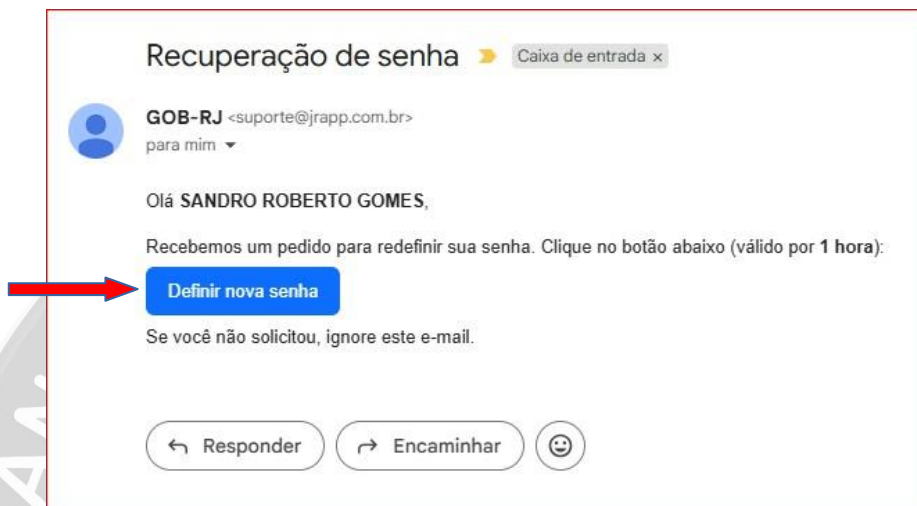 Recuperação de senha
Caixa de entrada ×
GOB-RJ <suporte@jrapp.com.br>
para mim
Olá SANDRO ROBERTO GOMES,
Recebemos um pedido para redefinir sua senha. Clique no botão abaixo (válido por 1 hora):
Definir nova senha
Se você não solicitou, ignore este e-mail.
Responder
Encaminhar